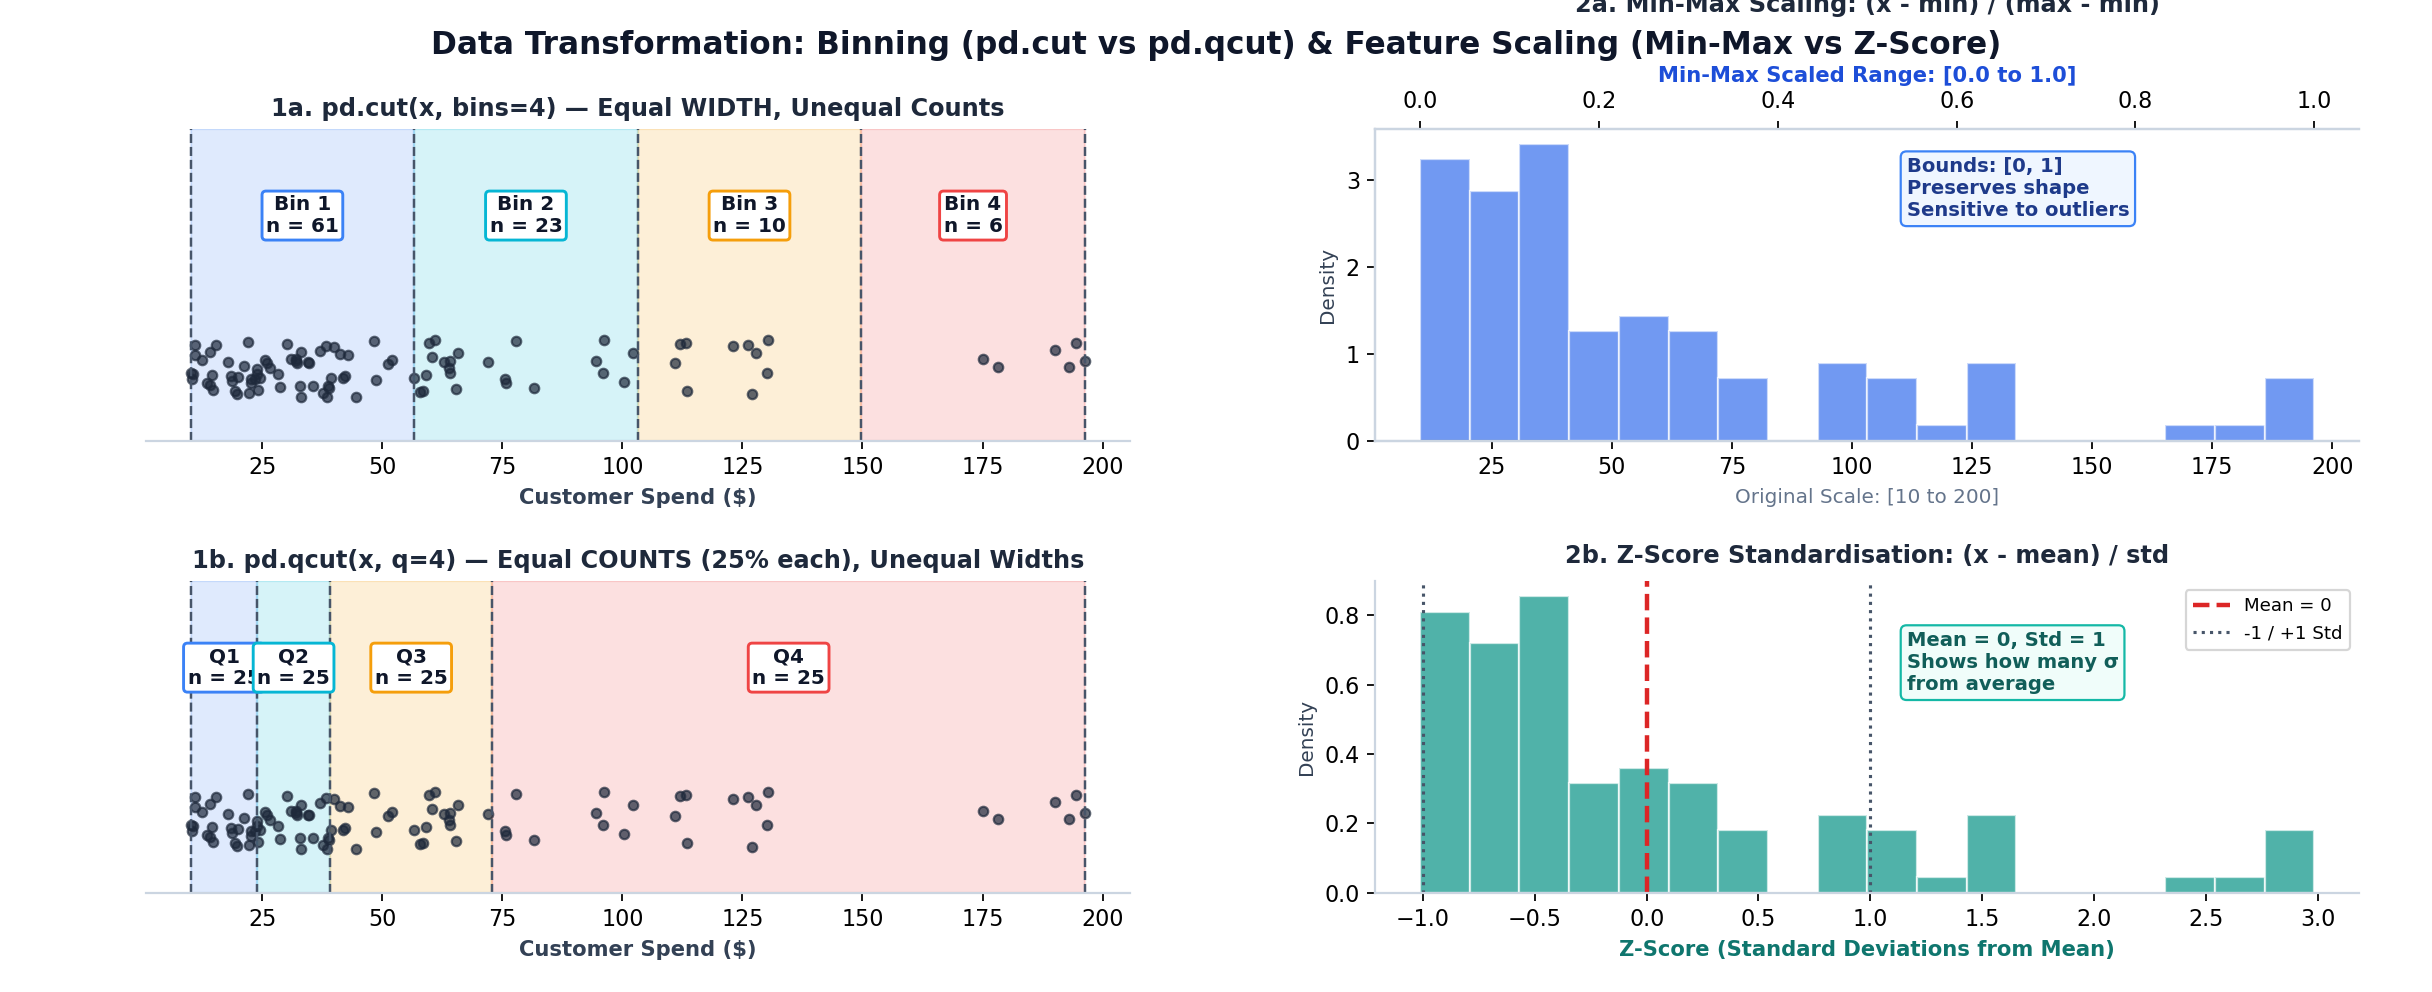 2a. Min-Max Scaling: (x - min) / (max - min)
Data Transformation: Binning (pd.cut vs pd.qcut) & Feature Scaling (Min-Max vs Z-Score)
1a. pd.cut(x, bins=4) — Equal WIDTH, Unequal Counts
Bin 1
n = 61
Bin 2
n = 23
Bin 3
n = 10
Bin 4
n = 6
25 50 75 100 125 150 175 200
Customer Spend ($)
Min-Max Scaled Range: [0.0 to 1.0]
0.0 0.2 0.4 0.6 0.8 1.0
Bounds: [0, 1]
Preserves shape
Sensitive to outliers
Density
3
2
1
0
25 50 75 100 125 150 175 200
Original Scale: [10 to 200]
1b. pd.qcut(x, q=4) — Equal COUNTS (25% each), Unequal Widths
Q1
n = 25
Q2
n = 25
Q3
n = 25
Q4
n = 25
25 50 75 100 125 150 175 200
Customer Spend ($)
2b. Z-Score Standardisation: (x - mean) / std
Mean = 0
-1 / +1 Std
Mean = 0, Std = 1
Shows how many σ
from average
Density
0.8
0.6
0.4
0.2
0.0
−1.0 −0.5 0.0 0.5 1.0 1.5 2.0 2.5 3.0
Z-Score (Standard Deviations from Mean)